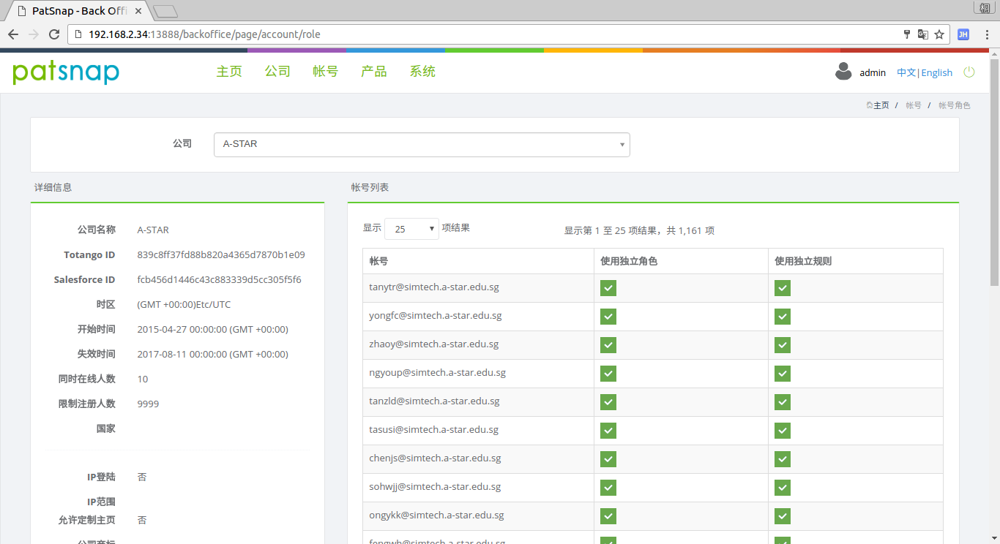 PatSnap - Back Offi
192.168.2.34:13888/backoffice/page/account/role
JH
patsnap
主页 公司 帐号 产品 系统
admin 中文|English
主页 / 帐号 / 帐号角色
公司 A-STAR
详细信息
公司名称 A-STAR
Totango ID 839c8ff37fd88b820a4365d7870b1e09
Salesforce ID fcb456d1446c43c883339d5cc305f5f6
时区 (GMT +00:00)Etc/UTC
开始时间 2015-04-27 00:00:00 (GMT +00:00)
失效时间 2017-08-11 00:00:00 (GMT +00:00)
同时在线人数 10
限制注册人数 9999
国家
IP登陆 否
IP范围
允许定制主页 否
公司商标
帐号列表
显示 25 项结果 显示第 1 至 25 项结果，共 1,161 项
帐号 使用独立角色 使用独立规则
tanytr@simtech.a-star.edu.sg
yongfc@simtech.a-star.edu.sg
zhaoy@simtech.a-star.edu.sg
ngyoup@simtech.a-star.edu.sg
tanzld@simtech.a-star.edu.sg
tasusi@simtech.a-star.edu.sg
chenjs@simtech.a-star.edu.sg
sohwjj@simtech.a-star.edu.sg
ongykk@simtech.a-star.edu.sg
fengwh@simtech.a-star.edu.sg